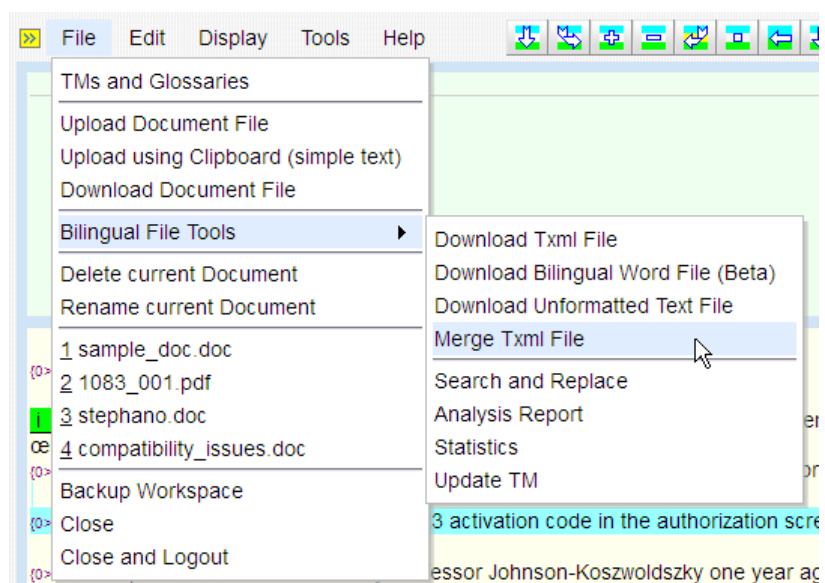 File Edit Display Tools Help
TMs and Glossaries
Upload Document File
Upload using Clipboard (simple text)
Download Document File
Bilingual File Tools
Delete current Document
Rename current Document
1 sample_doc.doc
2 1083_001.pdf
3 stephano.doc
4 compatibility_issues.doc
Backup Workspace
Close
Close and Logout
Download Txml File
Download Bilingual Word File (Beta)
Download Unformatted Text File
Merge Txml File
Search and Replace
Analysis Report
Statistics
Update TM
{0>
i
œ
{0>
{0> 3 activation code in the authorization
{0> Johnson-Koszwoldszky one year